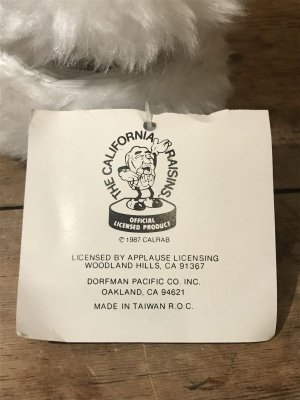 THE CALIFORNIA RAISINS
OFFICIAL
LICENSED PRODUCT
© 1987 CALRAB
LICENSED BY APPLAUSE LICENSING
WOODLAND HILLS, CA 91367
DORFMAN PACIFIC CO. INC.
OAKLAND, CA 94621
MADE IN TAIWAN R.O.C.